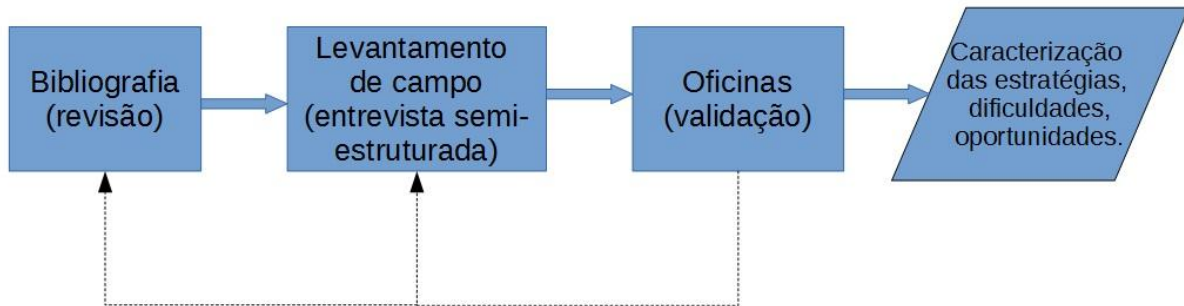 Bibliografia
(revisão)
Levantamento
de campo
(entrevista semi-
estruturada)
Oficinas
(validação)
Caracterização
das estratégias,
dificuldades,
oportunidades.